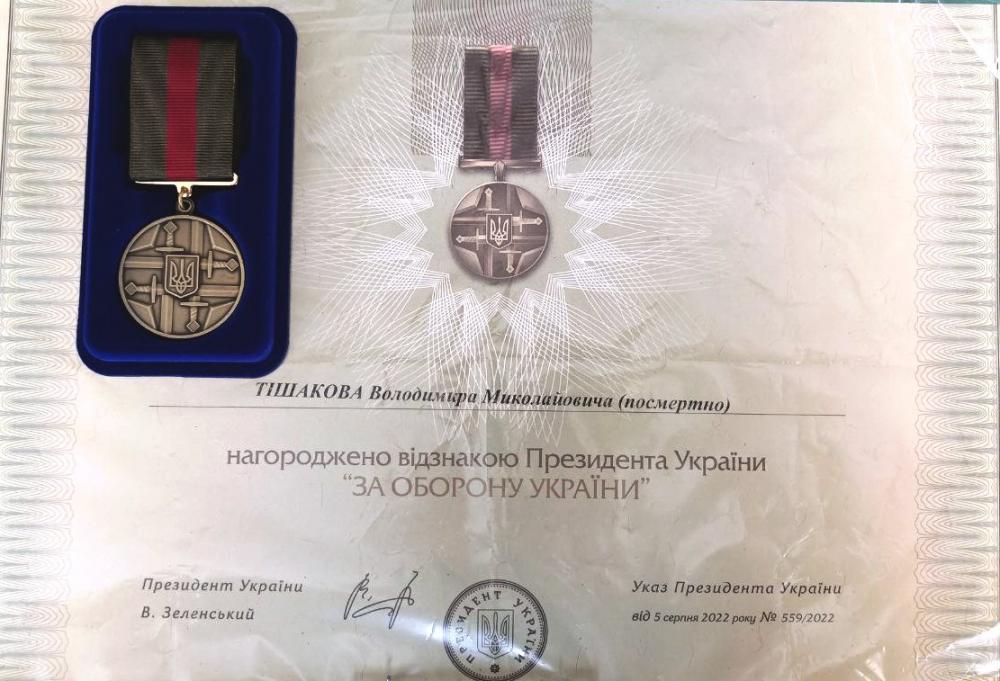 ТІШАКОВА Володимира Миколайовича (посмертно)
нагороджено відзнакою Президента України
“ЗА ОБОРОНУ УКРАЇНИ”
Президент України
В. Зеленський
ПРЕЗИДЕНТ УКРАЇНИ
Указ Президента України
від 5 серпня 2022 року № 559/2022